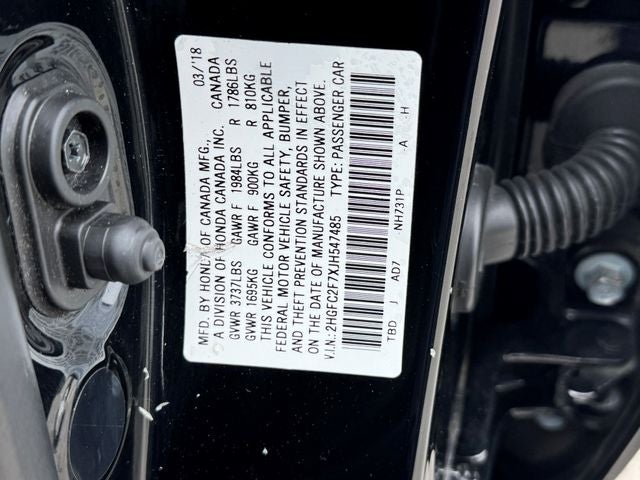 MFD. BY HONDA OF CANADA MFG., 03/'18
A DIVISION OF HONDA CANADA INC. CANADA
GVWR 3737LBS GAWR F 1984LBS R 1786LBS
GVWR 1695KG GAWR F 900KG R 810KG
THIS VEHICLE CONFORMS TO ALL APPLICABLE
FEDERAL MOTOR VEHICLE SAFETY, BUMPER,
AND THEFT PREVENTION STANDARDS IN EFFECT
ON THE DATE OF MANUFACTURE SHOWN ABOVE.
V.I.N.:2HGFC2F7XJH547485 TYPE: PASSENGER CAR
TBD J AD7 NH731P A H